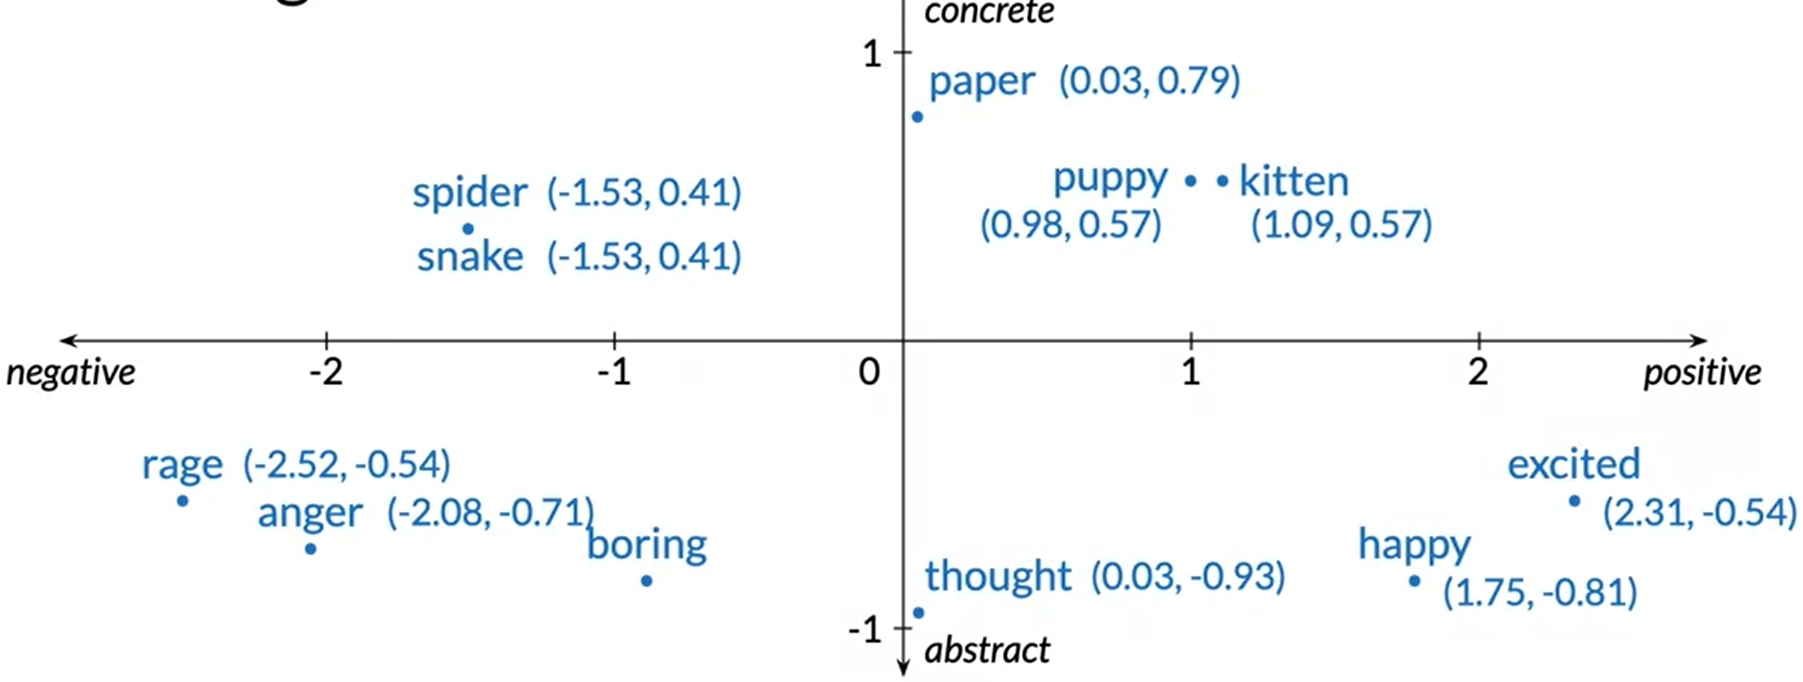 concrete
1
paper (0.03, 0.79)
spider (-1.53, 0.41)
puppy kitten
(0.98, 0.57) (1.09, 0.57)
snake (-1.53, 0.41)
negative -2 -1 0 1 2 positive
rage (-2.52, -0.54)
excited
anger (-2.08, -0.71)
(2.31, -0.54)
boring
happy
thought (0.03, -0.93)
(1.75, -0.81)
-1
abstract